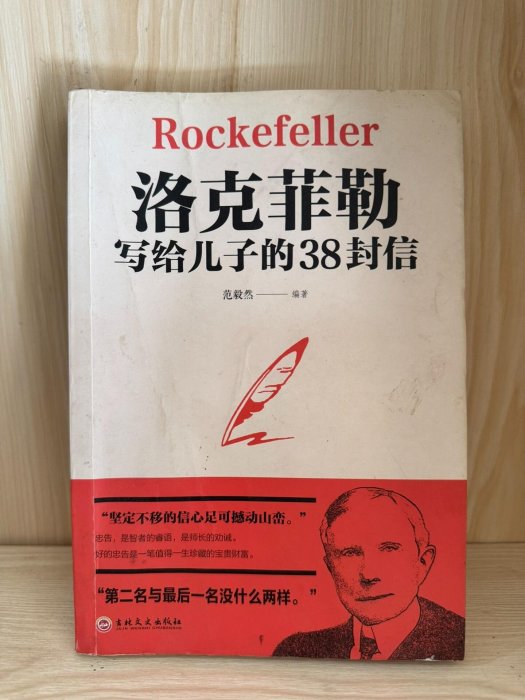 Rockefeller
洛克菲勒
写给儿子的38封信
范毅然——编著
“坚定不移的信心足可撼动山峦。”
忠告，是智者的睿语，是师长的劝诫。
好的忠告是一笔值得一生珍藏的宝贵财富。
“第二名与最后一名没什么两样。”
吉林文史出版社
JILIN WENSHI CHUBANSHE